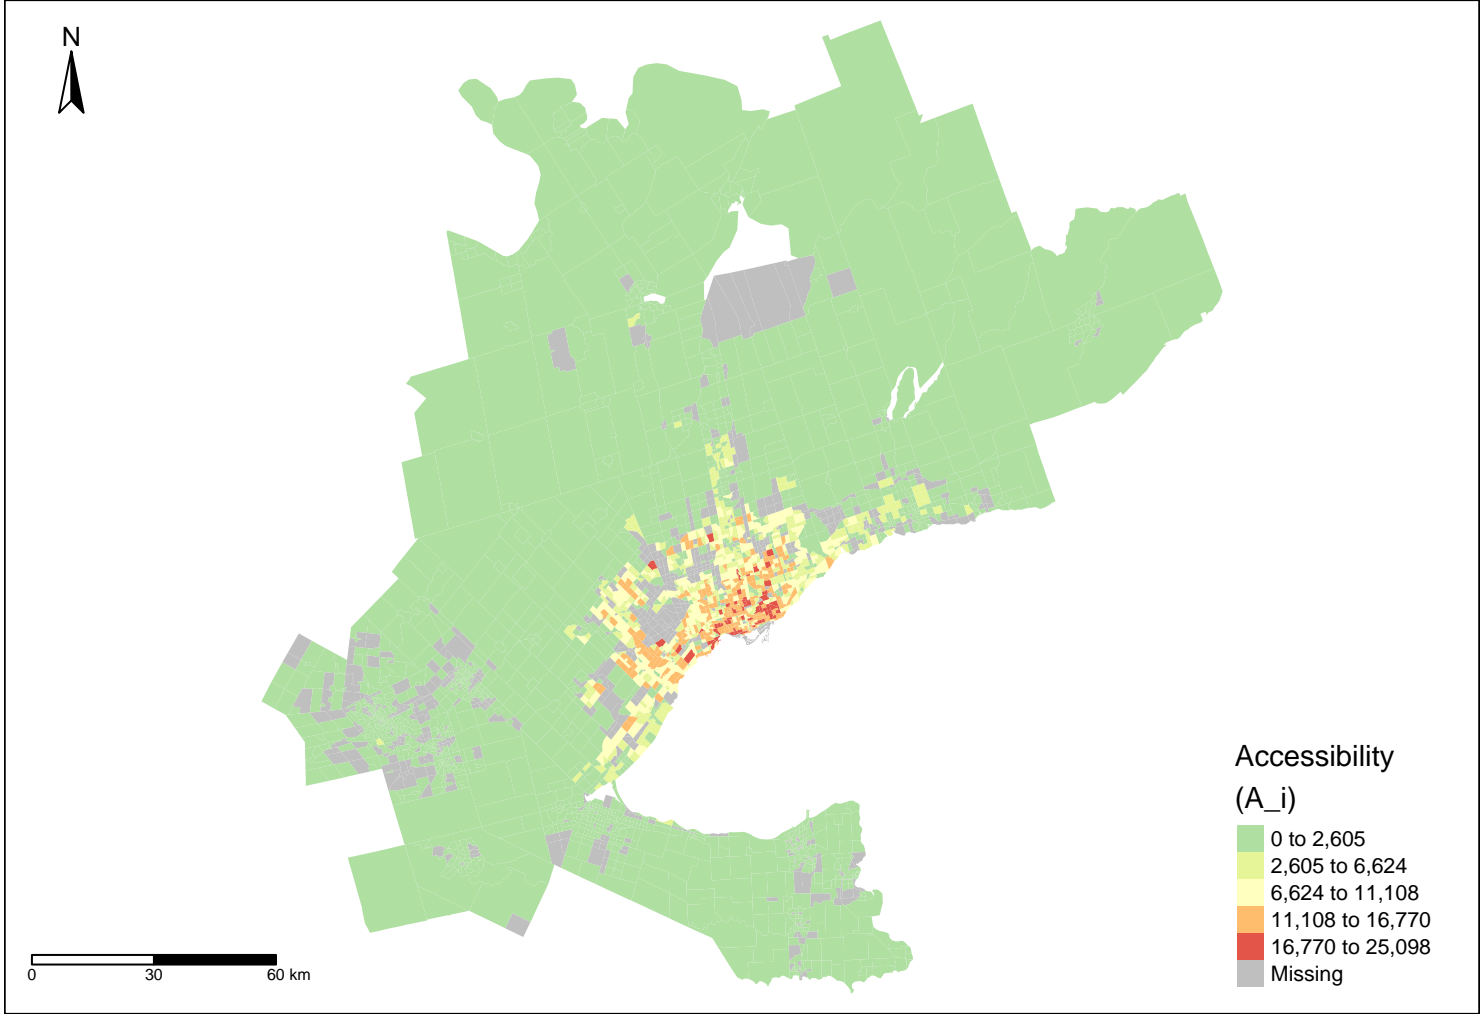 N
Accessibility
(A_i)
0 to 2,605
2,605 to 6,624
6,624 to 11,108
11,108 to 16,770
16,770 to 25,098
Missing
0 30 60 km